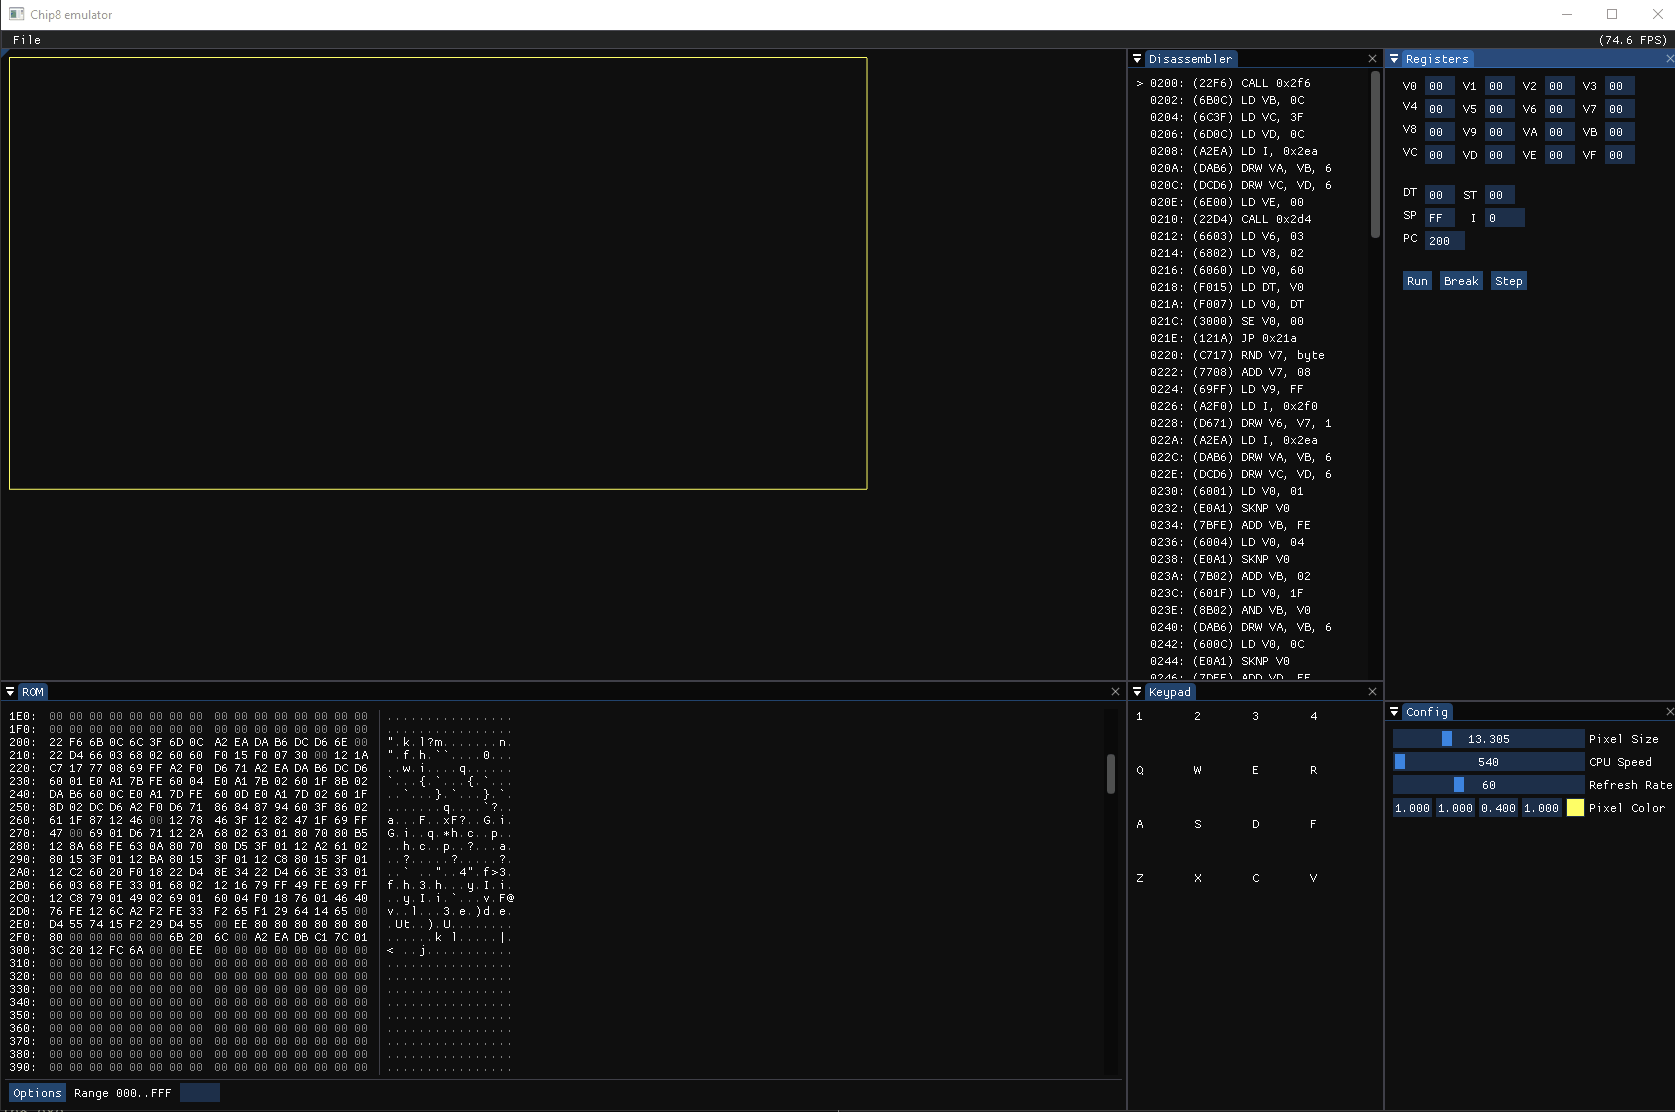 Chip8 emulator
File
(74.6 FPS)
Disassembler
> 0200: (22F6) CALL 0x2f6
0202: (6B0C) LD VB, 0C
0204: (6C3F) LD VC, 3F
0206: (6D0C) LD VD, 0C
0208: (A2EA) LD I, 0x2ea
020A: (DAB6) DRW VA, VB, 6
020C: (DCD6) DRW VC, VD, 6
020E: (6E00) LD VE, 00
0210: (22D4) CALL 0x2d4
0212: (6603) LD V6, 03
0214: (6802) LD V8, 02
0216: (6060) LD V0, 60
0218: (F015) LD DT, V0
021A: (F007) LD V0, DT
021C: (3000) SE V0, 00
021E: (121A) JP 0x21a
0220: (C717) RND V7, byte
0222: (7708) ADD V7, 08
0224: (69FF) LD V9, FF
0226: (A2F0) LD I, 0x2f0
0228: (D671) DRW V6, V7, 1
022A: (A2EA) LD I, 0x2ea
022C: (DAB6) DRW VA, VB, 6
022E: (DCD6) DRW VC, VD, 6
0230: (6001) LD V0, 01
0232: (E0A1) SKNP V0
0234: (7BFE) ADD VB, FE
0236: (6004) LD V0, 04
0238: (E0A1) SKNP V0
023A: (7B02) ADD VB, 02
023C: (601F) LD V0, 1F
023E: (8B02) AND VB, V0
0240: (DAB6) DRW VA, VB, 6
0242: (600C) LD V0, 0C
0244: (E0A1) SKNP V0
0246: (7DFE) ADD VD, FE
Registers
V0 00 V1 00 V2 00 V3 00
V4 00 V5 00 V6 00 V7 00
V8 00 V9 00 VA 00 VB 00
VC 00 VD 00 VE 00 VF 00
DT 00 ST 00
SP FF I 0
PC 200
Run Break Step
ROM
1E0: 00 00 00 00 00 00 00 00 00 00 00 00 00 00 00 00 ................
1F0: 00 00 00 00 00 00 00 00 00 00 00 00 00 00 00 00 ................
200: 22 F6 6B 0C 6C 3F 6D 0C A2 EA DA B6 DC D6 6E 00 ".k.l?m.......n.
210: 22 D4 66 03 68 02 60 60 F0 15 F0 07 30 00 12 1A ".f.h.``....0...
220: C7 17 77 08 69 FF A2 F0 D6 71 A2 EA DA B6 DC D6 ..w.i....q......
230: 60 01 E0 A1 7B FE 60 04 E0 A1 7B 02 60 1F 8B 02 `...{.`...{.`...
240: DA B6 60 0C E0 A1 7D FE 60 0D E0 A1 7D 02 60 1F ..`...}.`...}.`.
250: 8D 02 DC D6 A2 F0 D6 71 86 84 87 94 60 3F 86 02 .......q....`?..
260: 61 1F 87 12 46 00 12 78 46 3F 12 82 47 1F 69 FF a...F..xF?..G.i.
270: 47 00 69 01 D6 71 12 2A 68 02 63 01 80 70 80 B5 G.i..q.*h.c..p..
280: 12 8A 68 FE 63 0A 80 70 80 D5 3F 01 12 A2 61 02 ..h.c..p..?...a.
290: 80 15 3F 01 12 BA 80 15 3F 01 12 C8 80 15 3F 01 ..?.....?.....?.
2A0: 12 C2 60 20 F0 18 22 D4 8E 34 22 D4 66 3E 33 01 ..` .."..4".f>3.
2B0: 66 03 68 FE 33 01 68 02 12 16 79 FF 49 FE 69 FF f.h.3.h...y.I.i.
2C0: 12 C8 79 01 49 02 69 01 60 04 F0 18 76 01 46 40 ..y.I.i.`...v.F@
2D0: 76 FE 12 6C A2 F2 FE 33 F2 65 F1 29 64 14 65 00 v..l...3.e.)d.e.
2E0: D4 55 74 15 F2 29 D4 55 00 EE 80 80 80 80 80 80 .Ut..).U........
2F0: 80 00 00 00 00 00 6B 20 6C 00 A2 EA DB C1 7C 01 ......k l.....|.
300: 3C 20 12 FC 6A 00 00 EE 00 00 00 00 00 00 00 00 < ..j...........
310: 00 00 00 00 00 00 00 00 00 00 00 00 00 00 00 00 ................
320: 00 00 00 00 00 00 00 00 00 00 00 00 00 00 00 00 ................
330: 00 00 00 00 00 00 00 00 00 00 00 00 00 00 00 00 ................
340: 00 00 00 00 00 00 00 00 00 00 00 00 00 00 00 00 ................
350: 00 00 00 00 00 00 00 00 00 00 00 00 00 00 00 00 ................
360: 00 00 00 00 00 00 00 00 00 00 00 00 00 00 00 00 ................
370: 00 00 00 00 00 00 00 00 00 00 00 00 00 00 00 00 ................
380: 00 00 00 00 00 00 00 00 00 00 00 00 00 00 00 00 ................
390: 00 00 00 00 00 00 00 00 00 00 00 00 00 00 00 00 ................
Options Range 000..FFF
Keypad
1 2 3 4
Q W E R
A S D F
Z X C V
Config
13.305 Pixel Size
540 CPU Speed
60 Refresh Rate
1.000 1.000 0.400 1.000 Pixel Color